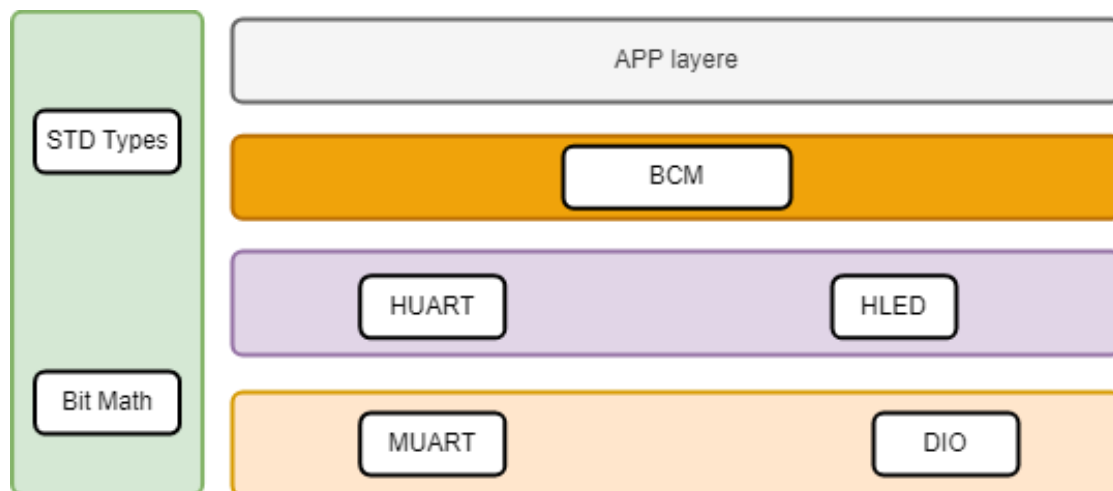 APP layere
STD Types
BCM
HUART
HLED
Bit Math
MUART
DIO